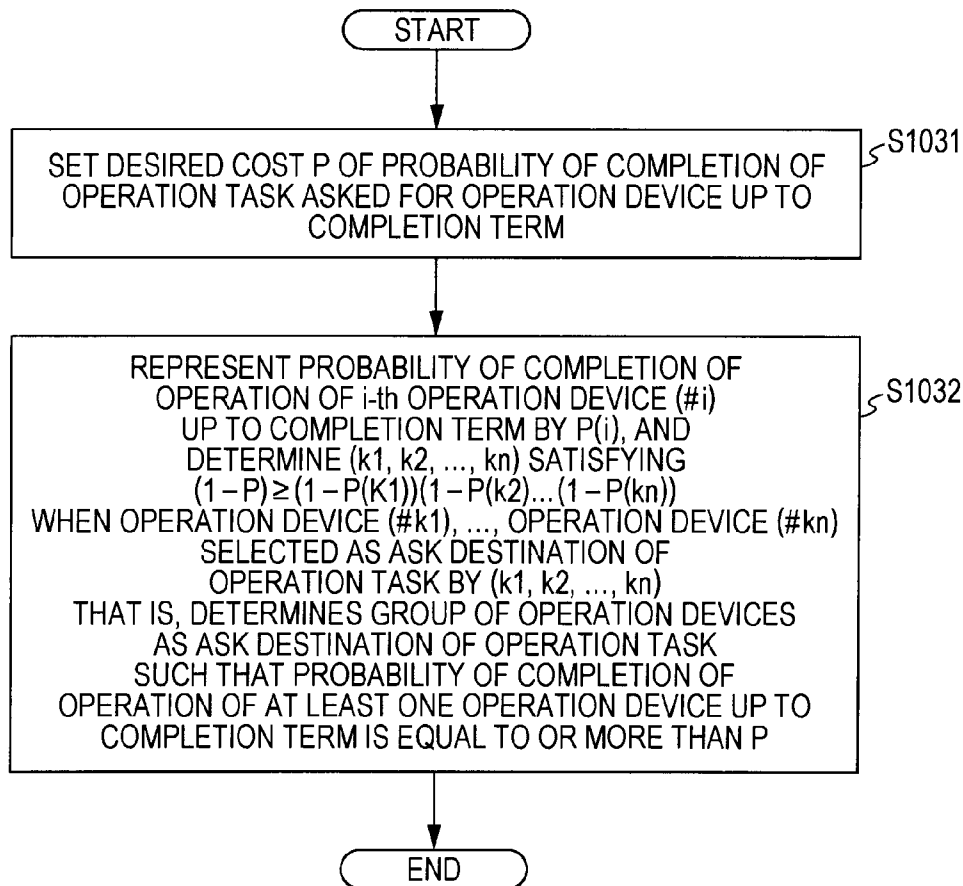 START
S1031
SET DESIRED COST P OF PROBABILITY OF COMPLETION OF
OPERATION TASK ASKED FOR OPERATION DEVICE UP TO
COMPLETION TERM
S1032
REPRESENT PROBABILITY OF COMPLETION OF
OPERATION OF i-th OPERATION DEVICE (#i)
UP TO COMPLETION TERM BY P(i), AND
DETERMINE (k1, k2, ..., kn) SATISFYING
(1 – P) ≥ (1 – P(K1))(1 – P(k2)...(1 – P(kn))
WHEN OPERATION DEVICE (#k1), ..., OPERATION DEVICE (#kn)
SELECTED AS ASK DESTINATION OF
OPERATION TASK BY (k1, k2, ..., kn)
THAT IS, DETERMINES GROUP OF OPERATION DEVICES
AS ASK DESTINATION OF OPERATION TASK
SUCH THAT PROBABILITY OF COMPLETION OF
OPERATION OF AT LEAST ONE OPERATION DEVICE UP TO
COMPLETION TERM IS EQUAL TO OR MORE THAN P
END